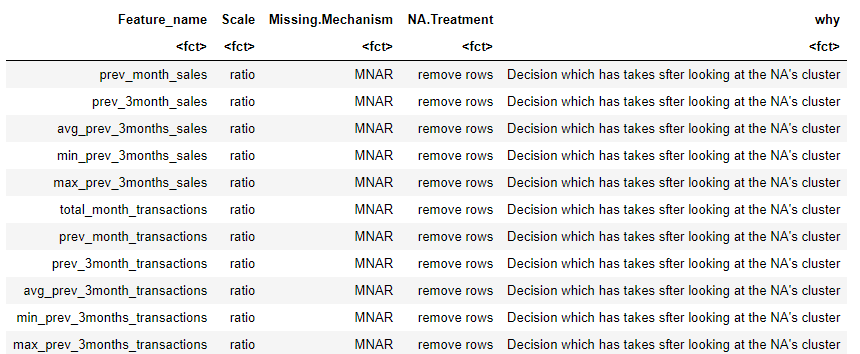 Feature_name Scale Missing.Mechanism NA.Treatment why
<fct> <fct> <fct> <fct> <fct>
prev_month_sales ratio MNAR remove rows Decision which has takes sfter looking at the NA's cluster
prev_3month_sales ratio MNAR remove rows Decision which has takes sfter looking at the NA's cluster
avg_prev_3months_sales ratio MNAR remove rows Decision which has takes sfter looking at the NA's cluster
min_prev_3months_sales ratio MNAR remove rows Decision which has takes sfter looking at the NA's cluster
max_prev_3months_sales ratio MNAR remove rows Decision which has takes sfter looking at the NA's cluster
total_month_transactions ratio MNAR remove rows Decision which has takes sfter looking at the NA's cluster
prev_month_transactions ratio MNAR remove rows Decision which has takes sfter looking at the NA's cluster
prev_3month_transactions ratio MNAR remove rows Decision which has takes sfter looking at the NA's cluster
avg_prev_3month_transactions ratio MNAR remove rows Decision which has takes sfter looking at the NA's cluster
min_prev_3months_transactions ratio MNAR remove rows Decision which has takes sfter looking at the NA's cluster
max_prev_3months_transactions ratio MNAR remove rows Decision which has takes sfter looking at the NA's cluster